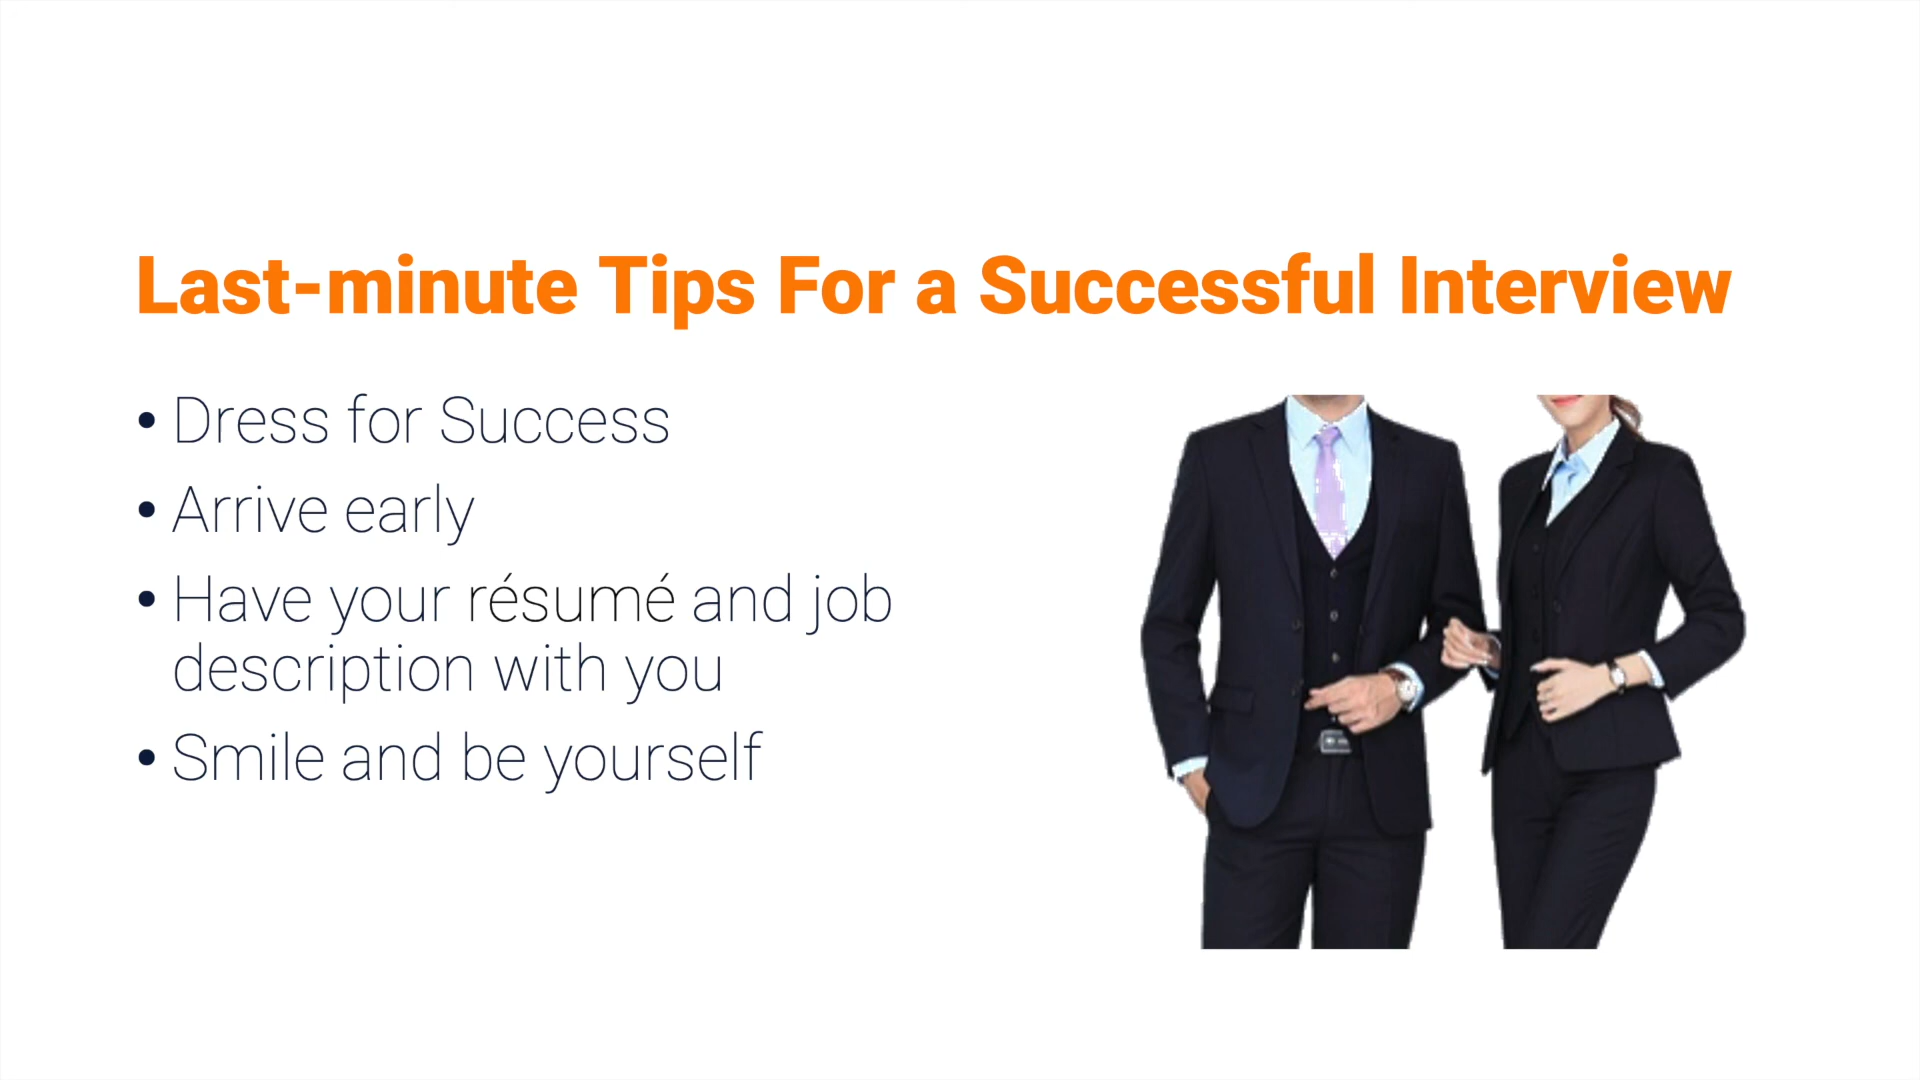 Last-minute Tips For a Successful Interview
• Dress for Success
• Arrive early
• Have your résumé and job
description with you
• Smile and be yourself